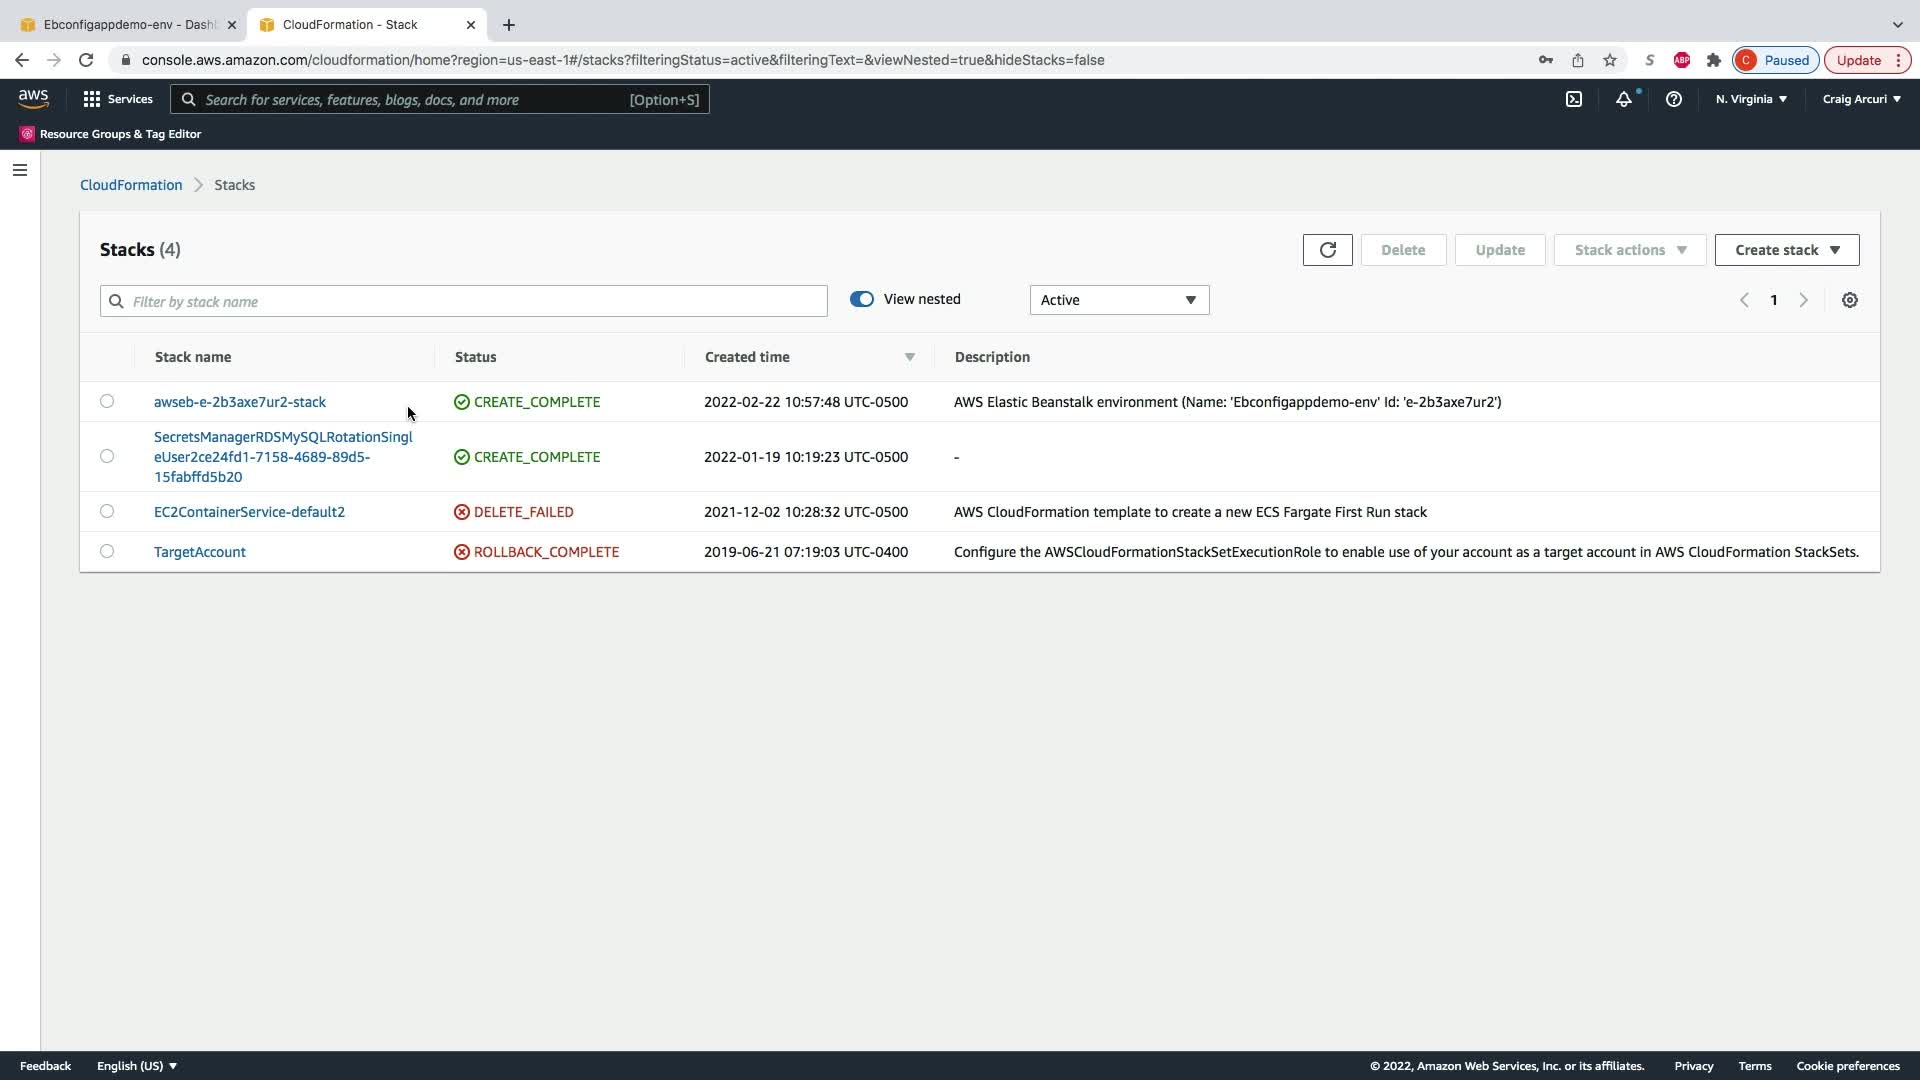 Ebconfigappdemo-env - Dash
CloudFormation - Stack
console.aws.amazon.com/cloudformation/home?region=us-east-1#/stacks?filteringStatus=active&filteringText=&viewNested=true&hideStacks=false
S
ABP
C
Paused
Update
aws
Services
Search for services, features, blogs, docs, and more
[Option+S]
N. Virginia
Craig Arcuri
Resource Groups & Tag Editor
CloudFormation
Stacks
Stacks (4)
Delete
Update
Stack actions
Create stack
Filter by stack name
View nested
Active
1
Stack name
Status
Created time
Description
awseb-e-2b3axe7ur2-stack
CREATE_COMPLETE
2022-02-22 10:57:48 UTC-0500
AWS Elastic Beanstalk environment (Name: 'Ebconfigappdemo-env' Id: 'e-2b3axe7ur2')
SecretsManagerRDSMySQLRotationSingl
eUser2ce24fd1-7158-4689-89d5-
15fabffd5b20
CREATE_COMPLETE
2022-01-19 10:19:23 UTC-0500
-
EC2ContainerService-default2
DELETE_FAILED
2021-12-02 10:28:32 UTC-0500
AWS CloudFormation template to create a new ECS Fargate First Run stack
TargetAccount
ROLLBACK_COMPLETE
2019-06-21 07:19:03 UTC-0400
Configure the AWSCloudFormationStackSetExecutionRole to enable use of your account as a target account in AWS CloudFormation StackSets.
Feedback
English (US)
© 2022, Amazon Web Services, Inc. or its affiliates.
Privacy
Terms
Cookie preferences